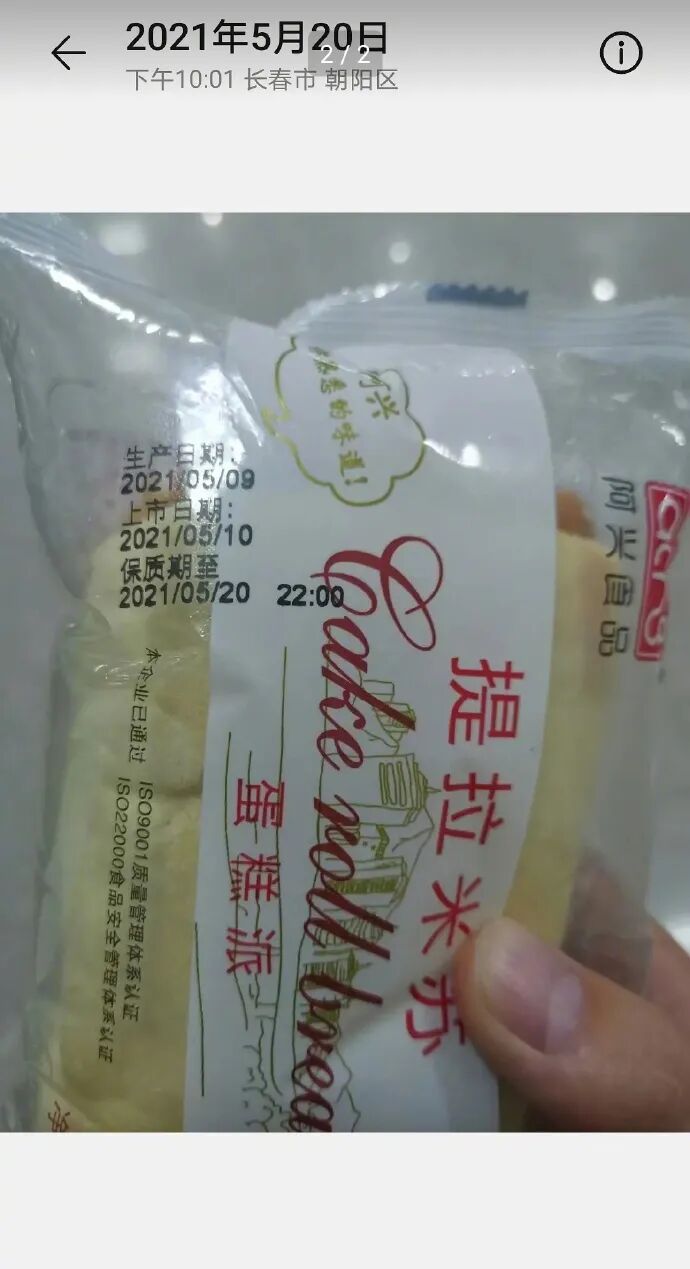 2021年5月20日
2/2
下午10:01 长春市 朝阳区
阿兴
熟悉的味道!
生产日期:
2021/05/09
上市日期:
2021/05/10
保质期至
2021/05/20 22:00
阿兴食品
提拉米苏
Cake roll brea
蛋糕派
本企业已通过 ISO9001质量管理体系认证
ISO22000食品安全管理体系认证
净